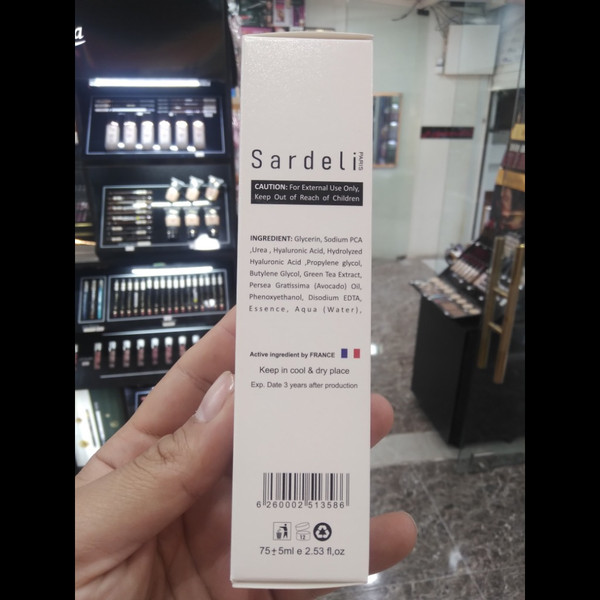 a
Sardeli PARIS
CAUTION: For External Use Only,
Keep Out of Reach of Children
INGREDIENT: Glycerin, Sodium PCA
,Urea , Hyaluronic Acid, Hydrolyzed
Hyaluronic Acid ,Propylene glycol,
Butylene Glycol, Green Tea Extract,
Persea Gratissima (Avocado) Oil,
Phenoxyethanol, Disodium EDTA,
Essence, Aqua (Water),
Active ingredient by FRANCE
Keep in cool & dry place
Exp. Date 3 years after production
6 260002 513586
12
75±5ml e 2.53 fl,oz